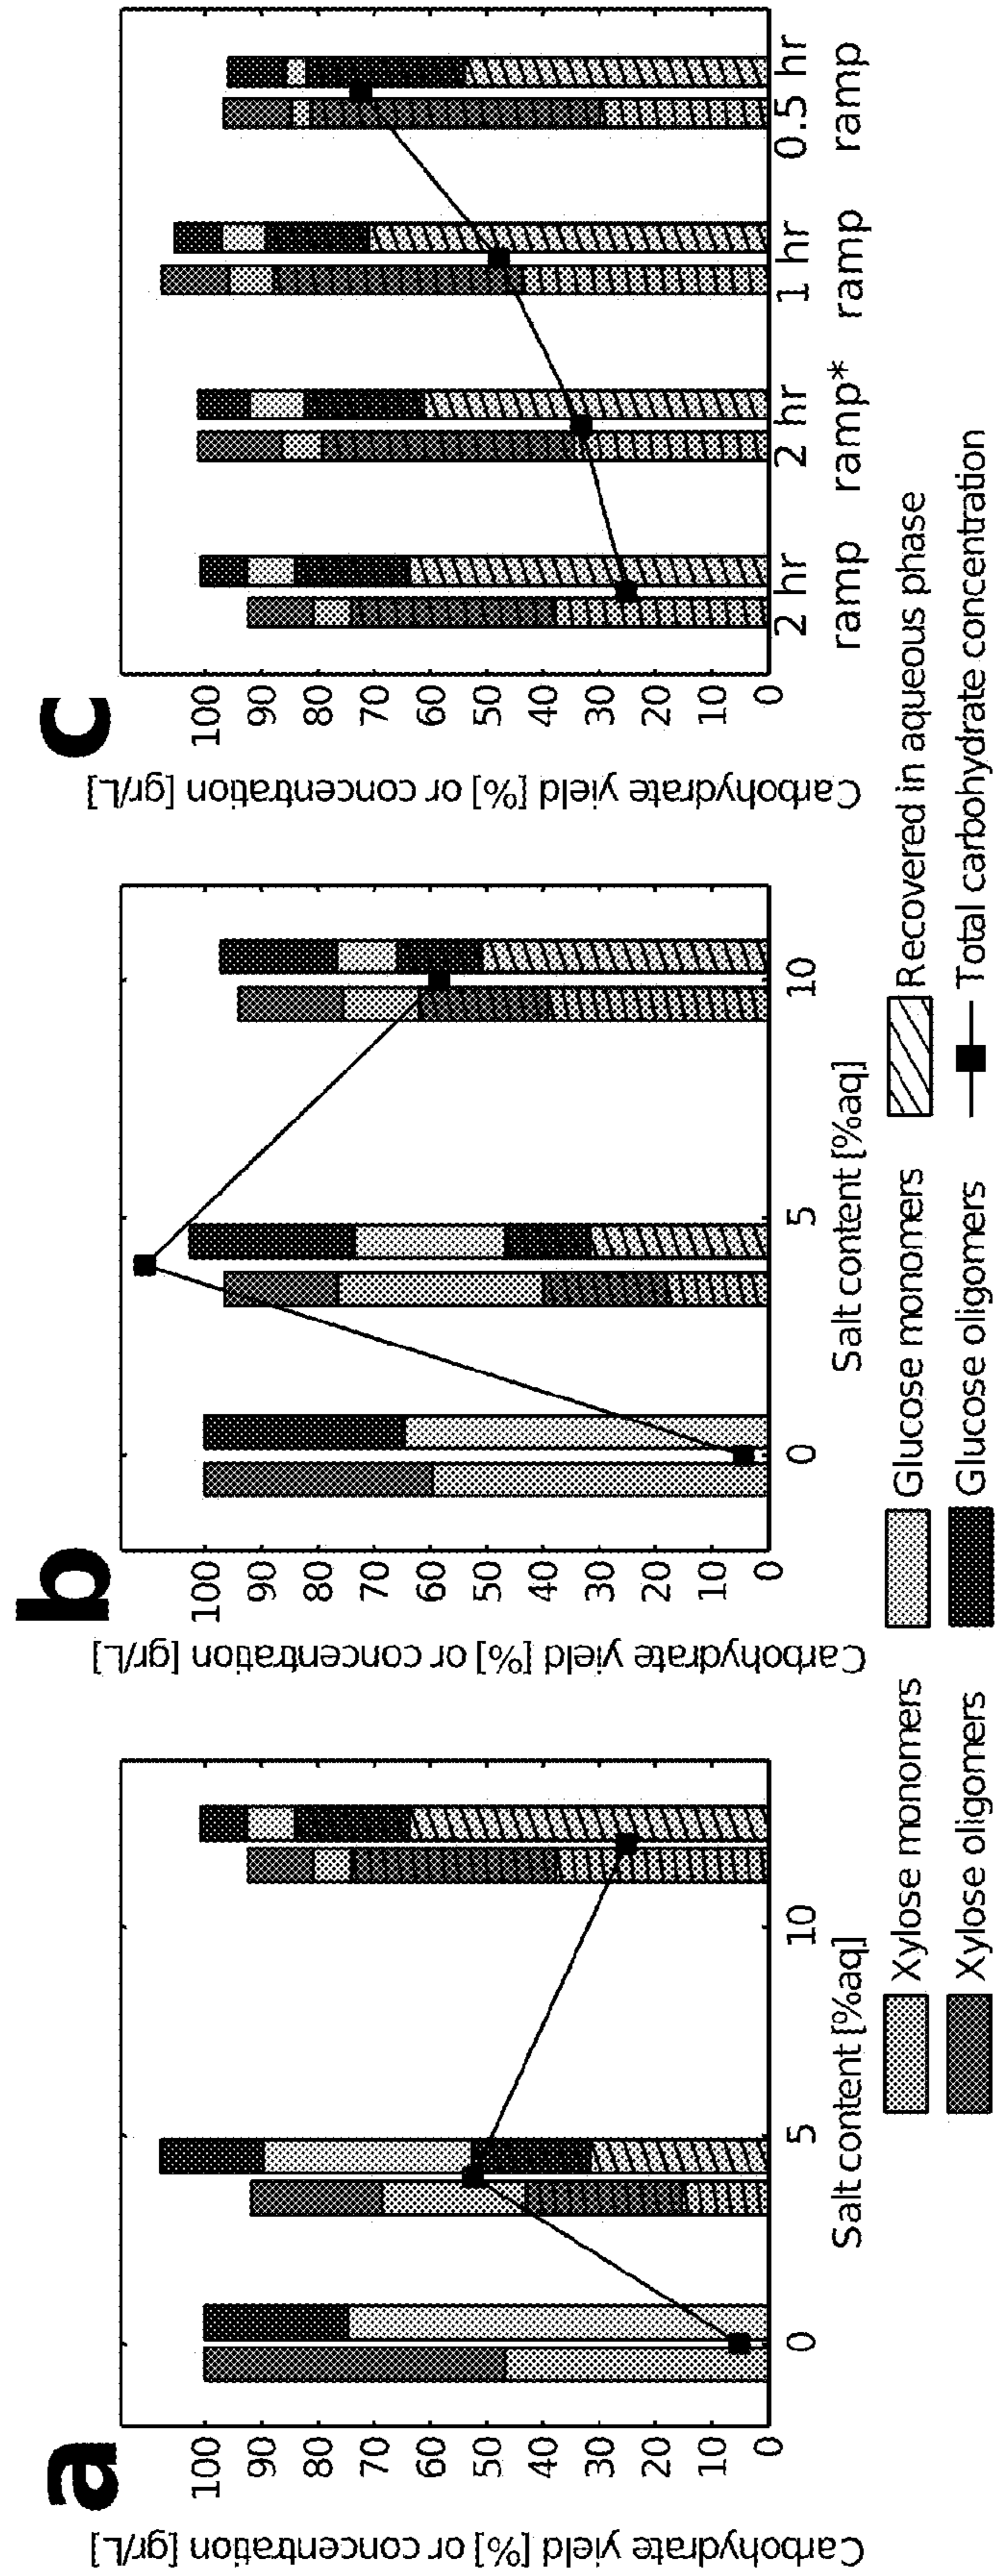 a
Carbohydrate yield [%] or concentration [gr/L]
100
90
80
70
60
50
40
30
20
10
0
0 5 10
Salt content [%aq]
b
Carbohydrate yield [%] or concentration [gr/L]
100
90
80
70
60
50
40
30
20
10
0
0 5 10
Salt content [%aq]
c
Carbohydrate yield [%] or concentration [gr/L]
100
90
80
70
60
50
40
30
20
10
0
2 hr 2 hr 1 hr 0.5 hr
ramp ramp* ramp ramp
Xylose monomers Glucose monomers Recovered in aqueous phase
Xylose oligomers Glucose oligomers Total carbohydrate concentration